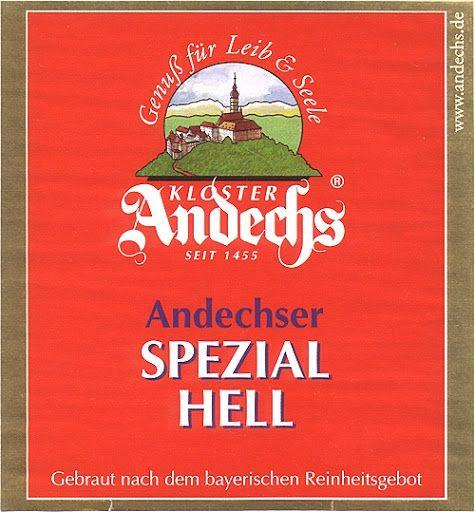 Genuß für Leib & Seele
www.andechs.de
KLOSTER
Andechs®
SEIT 1455
Andechser
SPEZIAL
HELL
Gebraut nach dem bayerischen Reinheitsgebot